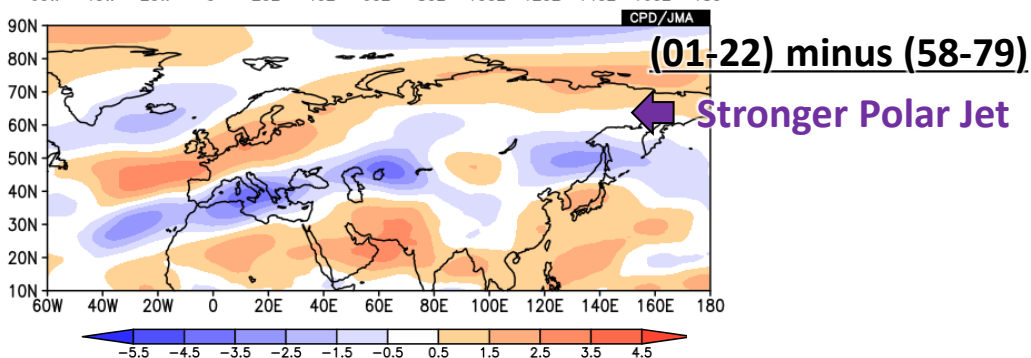 CPD/JMA
90N
80N
70N
60N
50N
40N
30N
20N
10N
60W 40W 20W 0 20E 40E 60E 80E 100E 120E 140E 160E 180
(01-22) minus (58-79)
Stronger Polar Jet
−5.5 −4.5 −3.5 −2.5 −1.5 −0.5 0.5 1.5 2.5 3.5 4.5